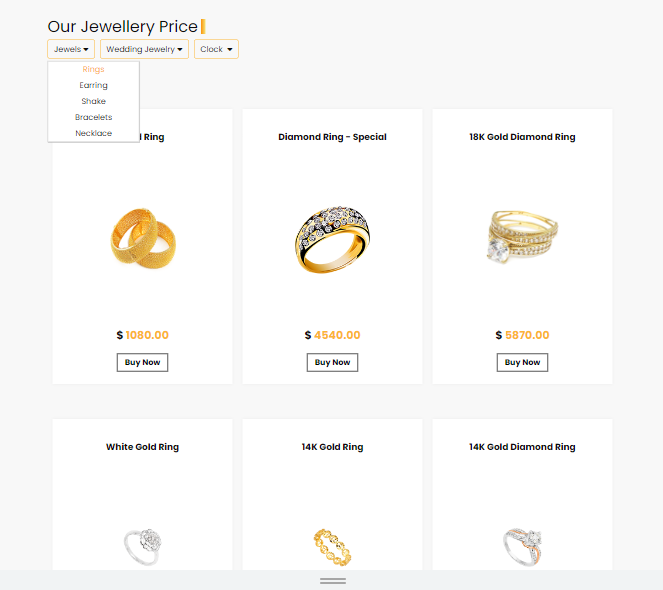 Our Jewellery Price
Jewels Wedding Jewelry Clock
Rings
Earring
Shake
Bracelets
Necklace
Ring Diamond Ring - Special 18K Gold Diamond Ring
$ 1080.00 $ 4540.00 $ 5870.00
Buy Now Buy Now Buy Now
White Gold Ring 14K Gold Ring 14K Gold Diamond Ring